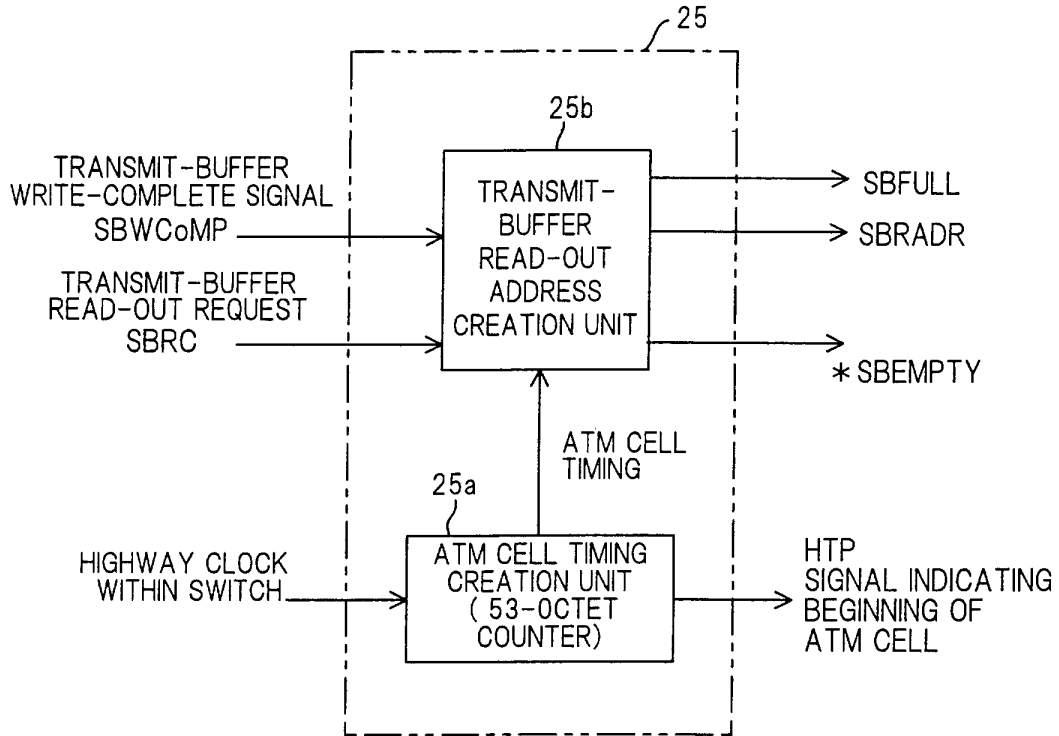 25
25b
TRANSMIT-BUFFER
WRITE-COMPLETE SIGNAL
SBWCoMP
TRANSMIT-BUFFER
READ-OUT REQUEST
SBRC
TRANSMIT-
BUFFER
READ-OUT
ADDRESS
CREATION UNIT
SBFULL
SBRADR
*SBEMPTY
ATM CELL
TIMING
25a
HIGHWAY CLOCK
WITHIN SWITCH
ATM CELL TIMING
CREATION UNIT
( 53-OCTET
COUNTER)
HTP
SIGNAL INDICATING
BEGINNING OF
ATM CELL